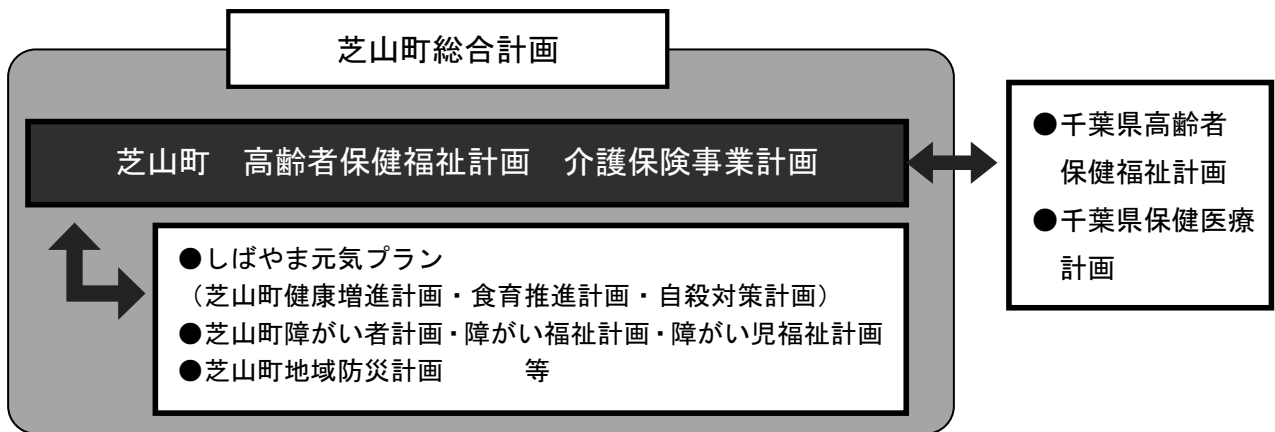 芝山町総合計画
芝山町　高齢者保健福祉計画　介護保険事業計画
●しばやま元気プラン
（芝山町健康増進計画・食育推進計画・自殺対策計画）
●芝山町障がい者計画・障がい福祉計画・障がい児福祉計画
●芝山町地域防災計画　　　等
●千葉県高齢者
保健福祉計画
●千葉県保健医療
計画